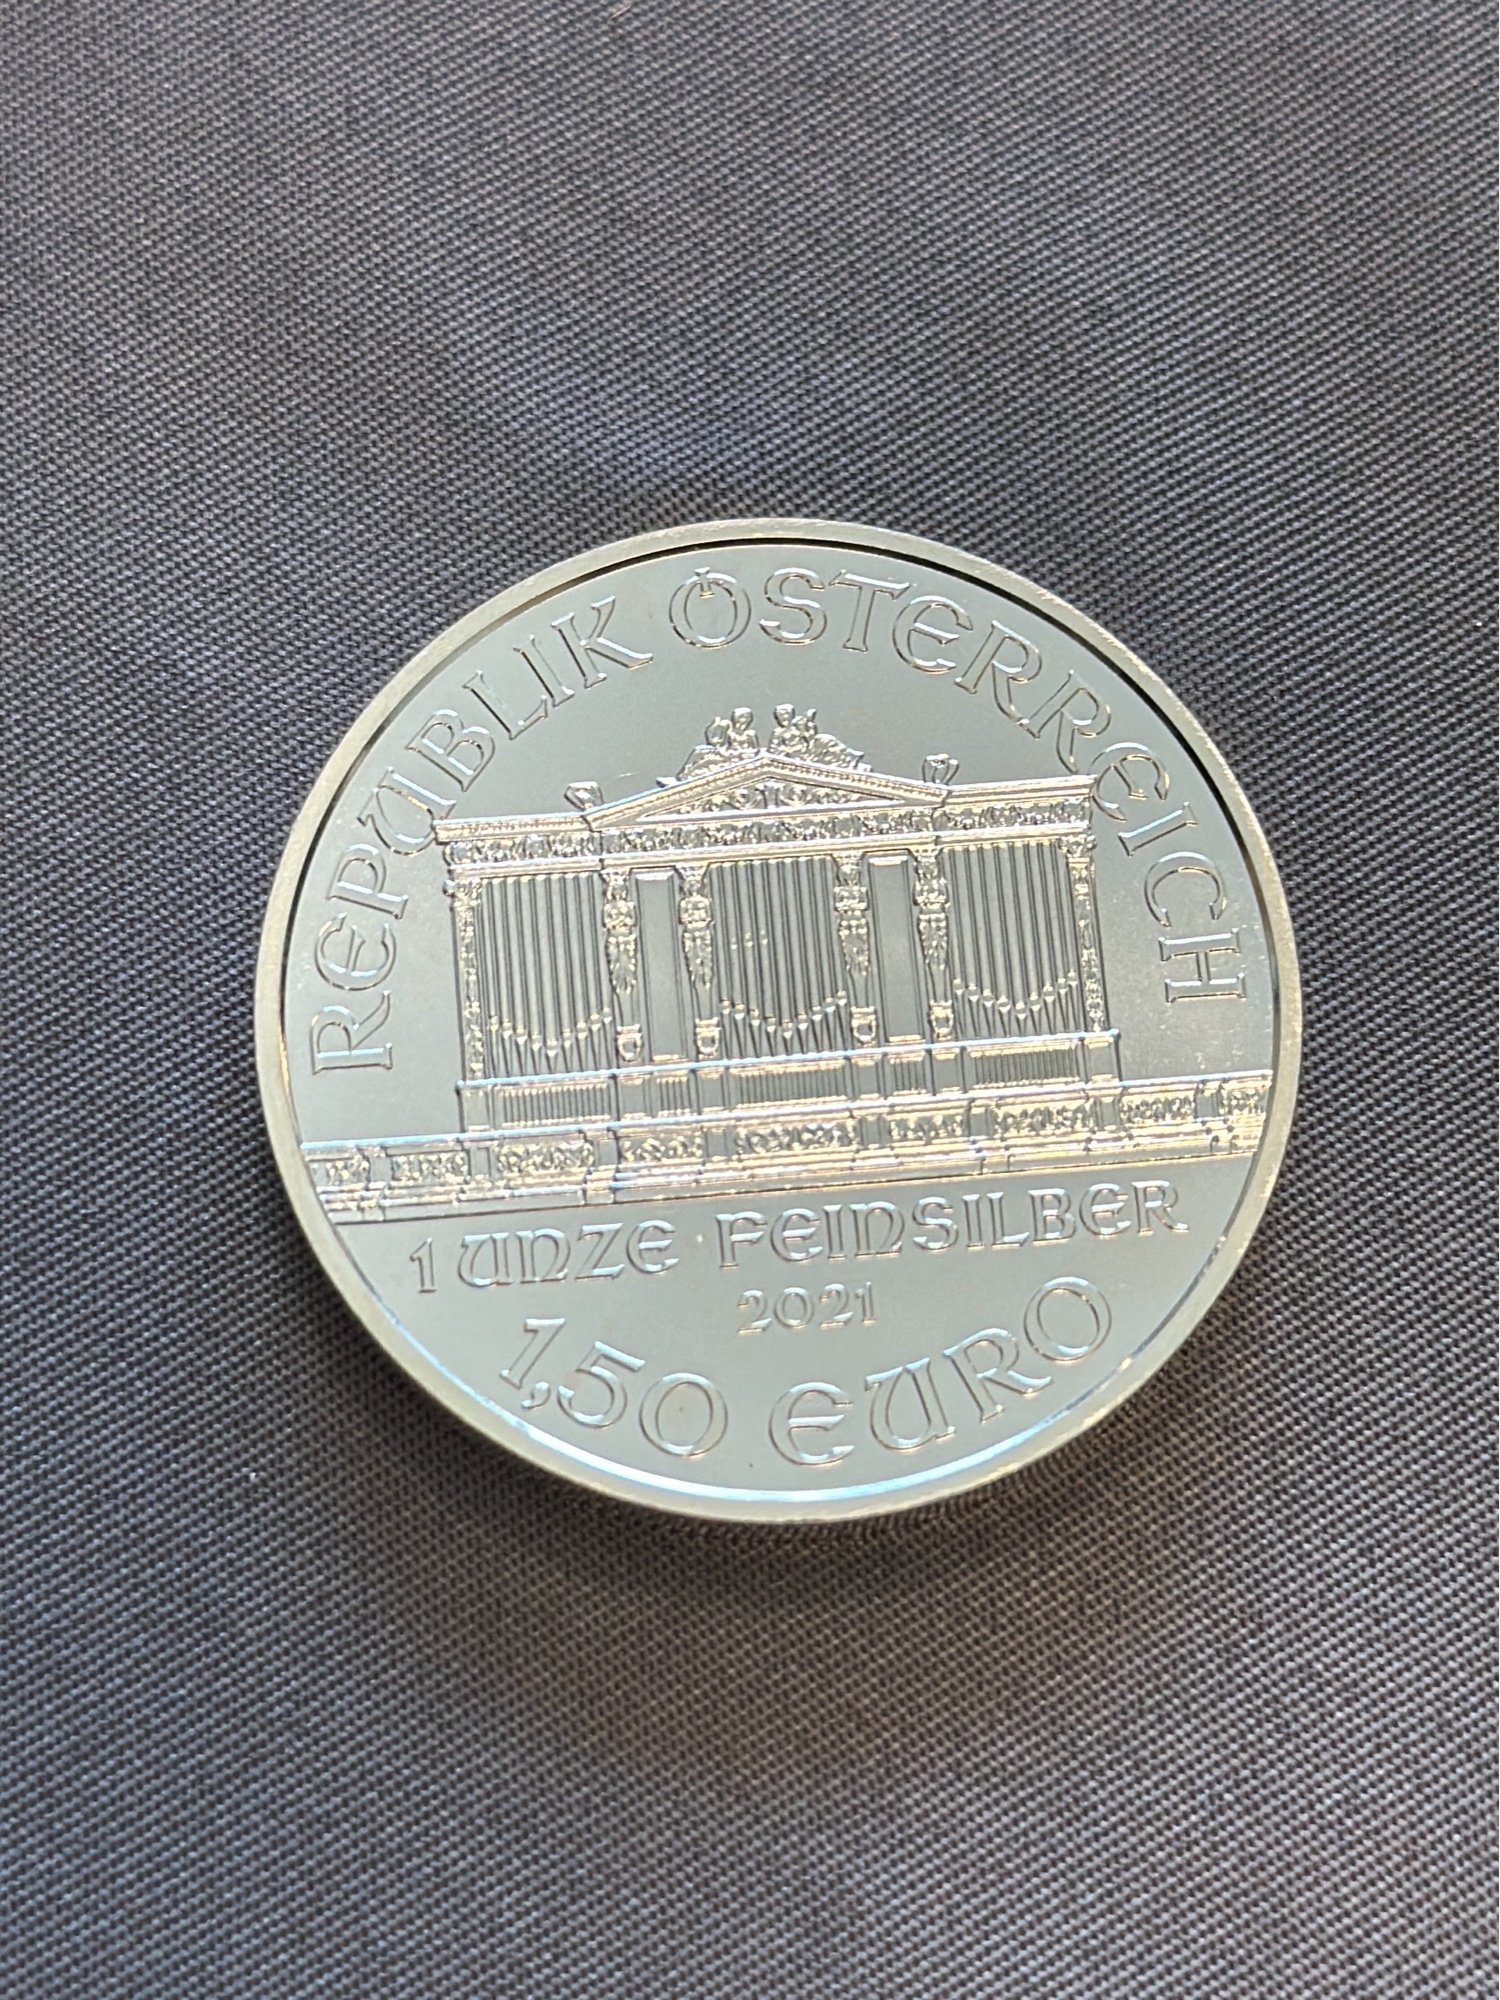 REPUBLIK ÖSTERREICH
1 UNZE FEINSILBER
2021
1,50 EURO